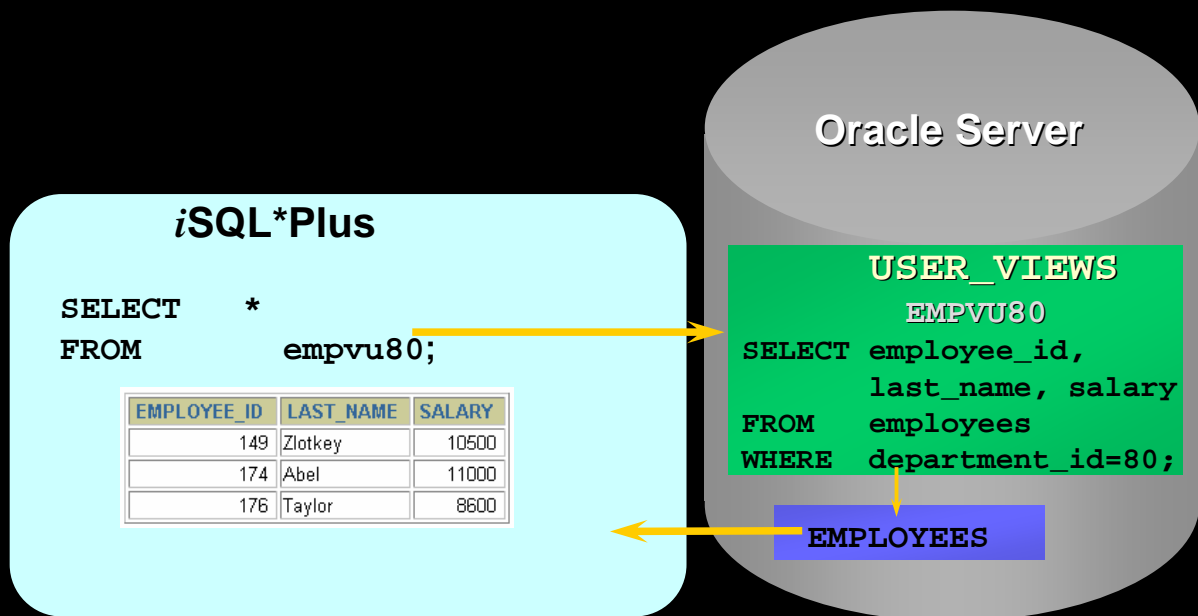 Oracle Server
iSQL*Plus
SELECT *
FROM empvu80;
EMPLOYEE_ID LAST_NAME SALARY
149 Zlotkey 10500
174 Abel 11000
176 Taylor 8600
USER_VIEWS
EMPVU80
SELECT employee_id,
last_name, salary
FROM employees
WHERE department_id=80;
EMPLOYEES